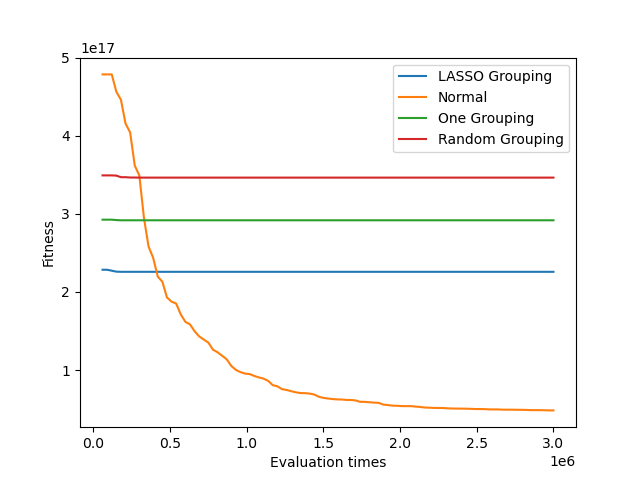 1e17
5
4
3
2
1
Fitness
LASSO Grouping
Normal
One Grouping
Random Grouping
0.0 0.5 1.0 1.5 2.0 2.5 3.0
1e6
Evaluation times